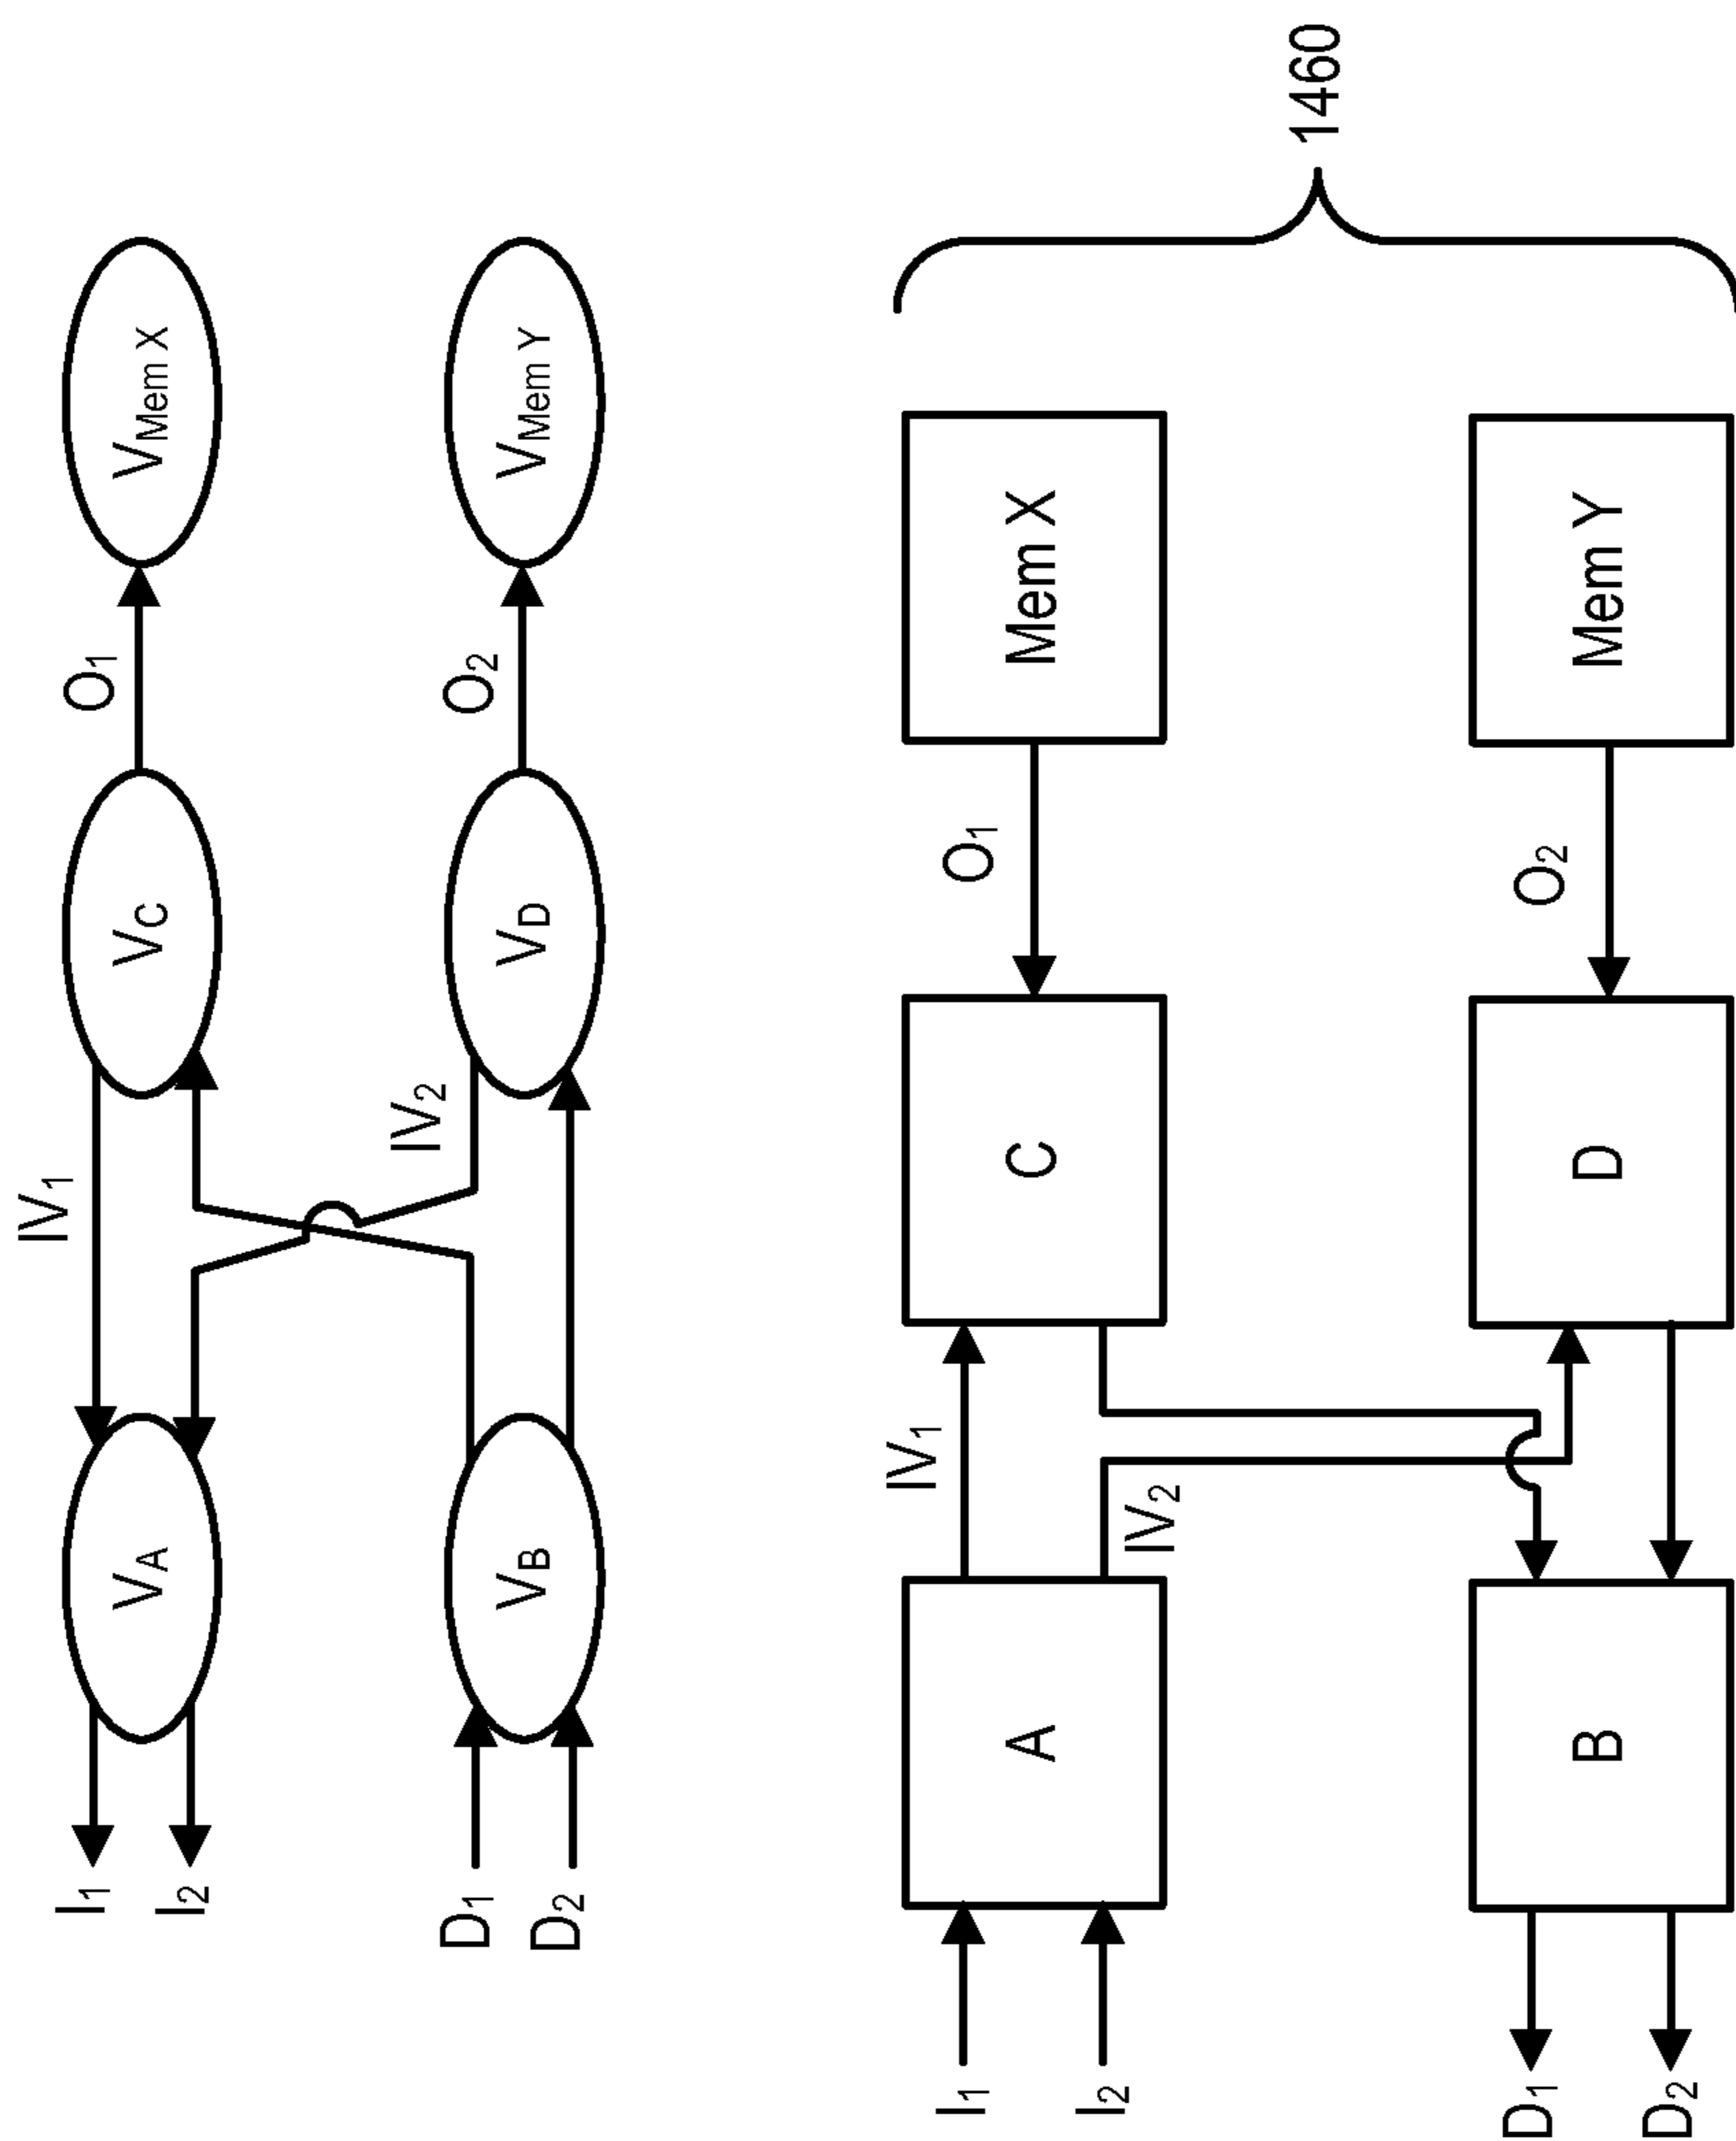 I1
I2
VA
IV1
VC
O1
VMem X
D1
D2
VB
IV2
VD
O2
VMem Y
I1
I2
A
IV1
IV2
C
O1
Mem X
D1
D2
B
D
O2
Mem Y
1460